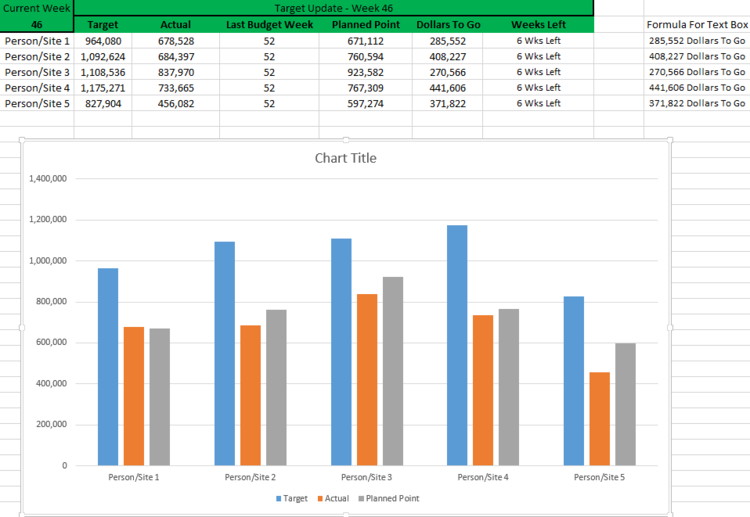 Current Week Target Update - Week 46
46 Target Actual Last Budget Week Planned Point Dollars To Go Weeks Left Formula For Text Box
Person/Site 1 964,080 678,528 52 671,112 285,552 6 Wks Left 285,552 Dollars To Go
Person/Site 2 1,092,624 684,397 52 760,594 408,227 6 Wks Left 408,227 Dollars To Go
Person/Site 3 1,108,536 837,970 52 923,582 270,566 6 Wks Left 270,566 Dollars To Go
Person/Site 4 1,175,271 733,665 52 767,309 441,606 6 Wks Left 441,606 Dollars To Go
Person/Site 5 827,904 456,082 52 597,274 371,822 6 Wks Left 371,822 Dollars To Go
Chart Title
1,400,000
1,200,000
1,000,000
800,000
600,000
400,000
200,000
0
Person/Site 1 Person/Site 2 Person/Site 3 Person/Site 4 Person/Site 5
Target Actual Planned Point